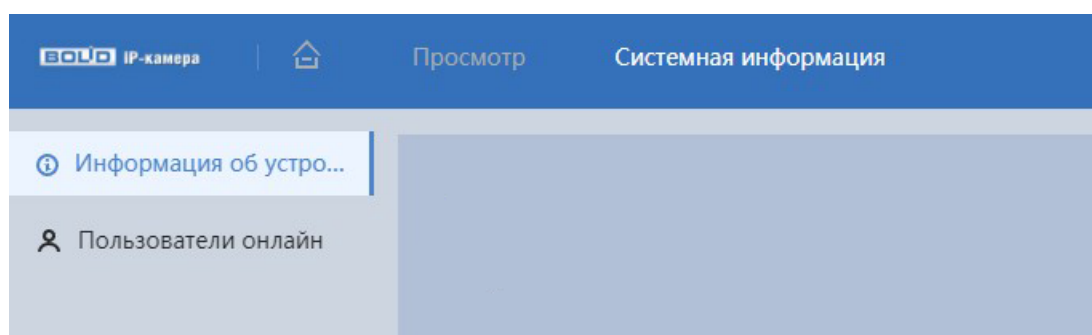 BOLID IP-камера Просмотр Системная информация
Информация об устро...
Пользователи онлайн